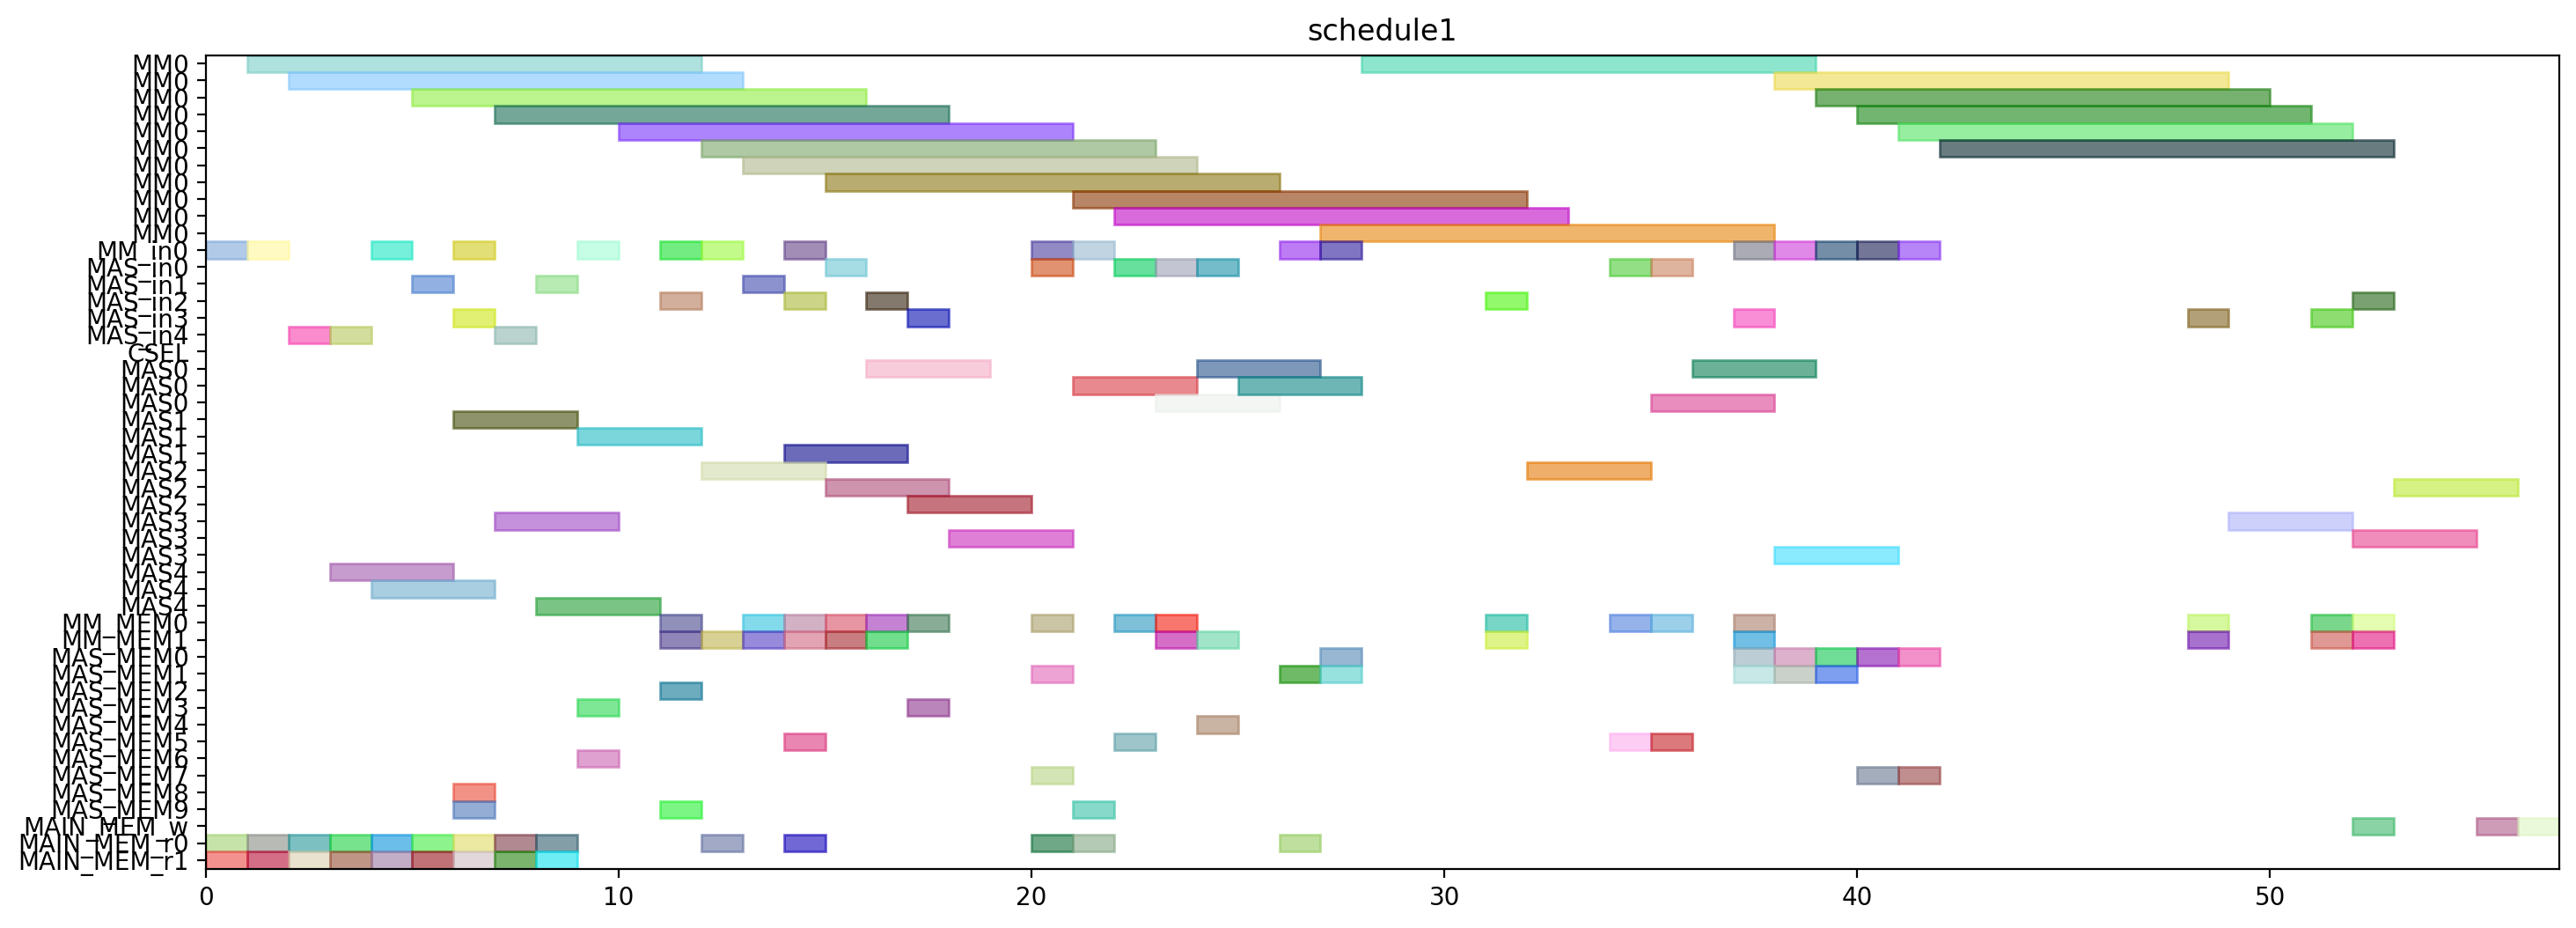 schedule1
MM0
MM0
MM0
MM0
MM0
MM0
MM0
MM0
MM0
MM0
MM0
MM_in0
MAS_in0
MAS_in1
MAS_in2
MAS_in3
MAS_in4
CSEL
MAS0
MAS0
MAS0
MAS1
MAS1
MAS1
MAS2
MAS2
MAS2
MAS3
MAS3
MAS3
MAS4
MAS4
MAS4
MM_MEM0
MM_MEM1
MAS_MEM0
MAS_MEM1
MAS_MEM2
MAS_MEM3
MAS_MEM4
MAS_MEM5
MAS_MEM6
MAS_MEM7
MAS_MEM8
MAS_MEM9
MAIN_MEM_w
MAIN_MEM_r0
MAIN_MEM_r1
0 10 20 30 40 50